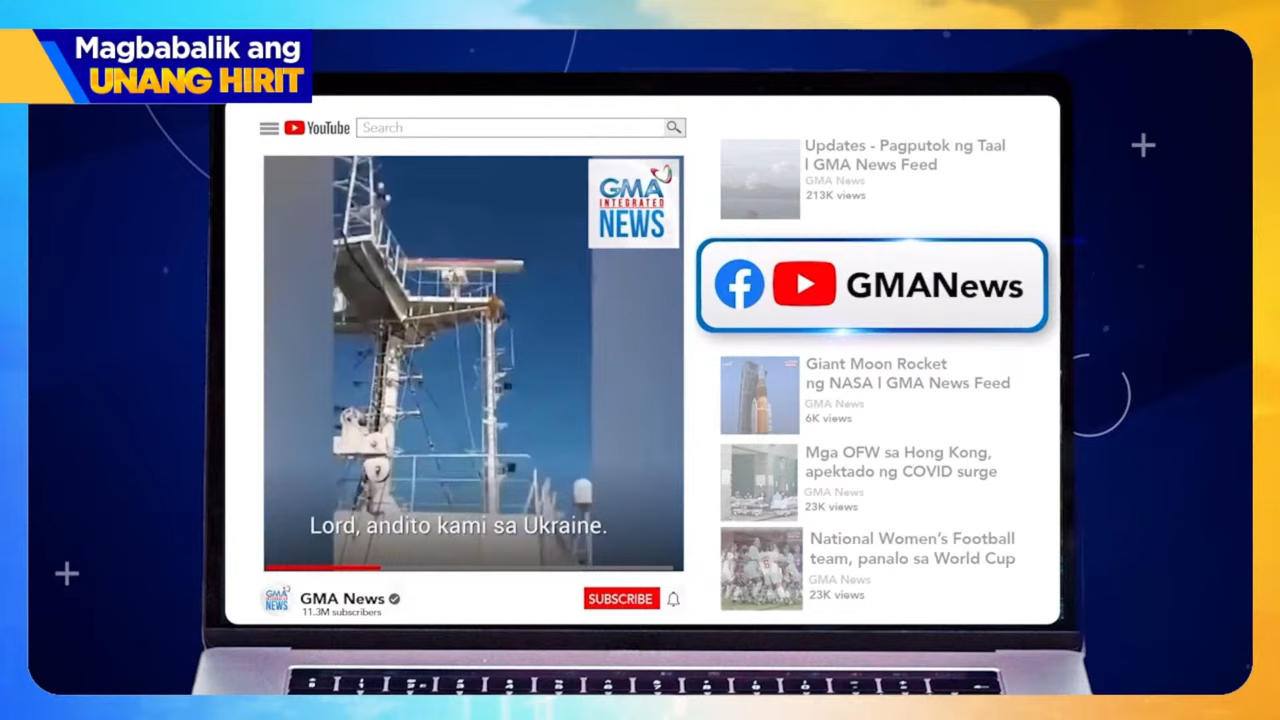 Magbabalik ang
UNANG HIRIT
YouTube
Search
GMA
INTEGRATED
NEWS
Lord, andito kami sa Ukraine.
GMA
INTEGRATED
NEWS
GMA News
11.3M subscribers
SUBSCRIBE
Updates - Pagputok ng Taal
l GMA News Feed
GMA News
213K views
GMANews
Giant Moon Rocket
ng NASA l GMA News Feed
GMA News
6K views
Mga OFW sa Hong Kong,
apektado ng COVID surge
GMA News
23K views
National Women's Football
team, panalo sa World Cup
GMA News
23K views